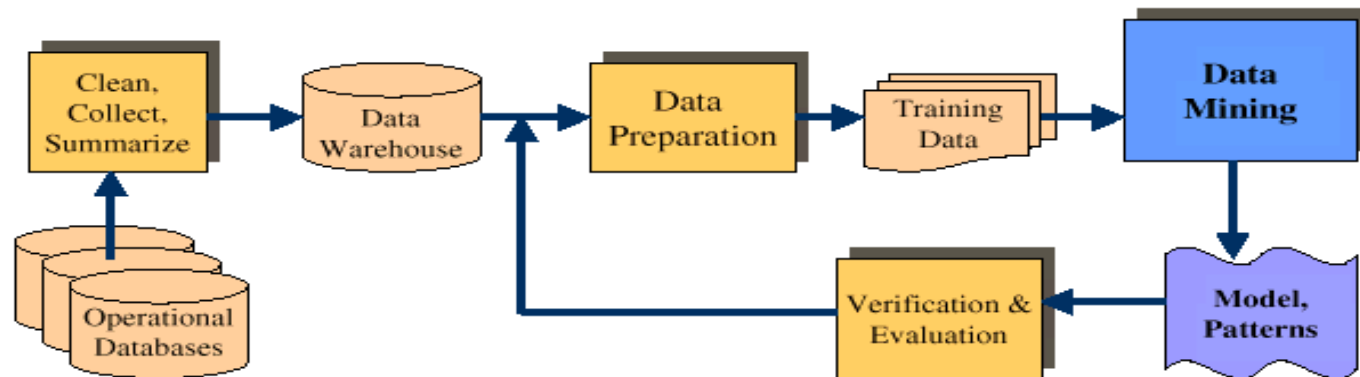 Clean,
Collect,
Summarize
Data
Warehouse
Data
Preparation
Training
Data
Data
Mining
Operational
Databases
Verification &
Evaluation
Model,
Patterns